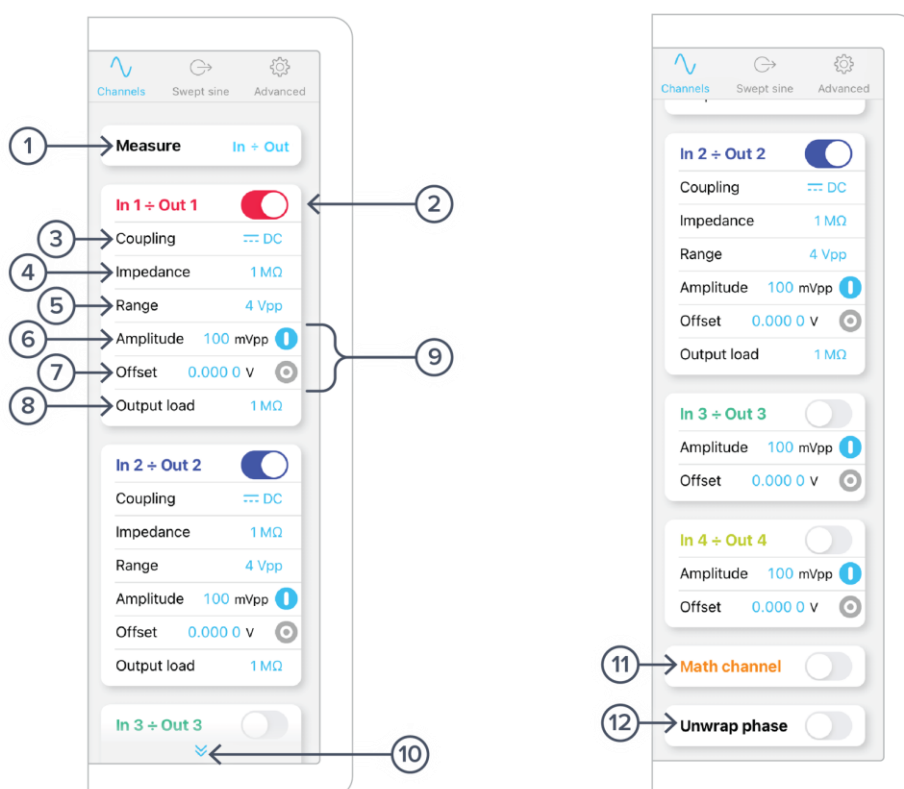 Channels Swept sine Advanced
1 Measure In ÷ Out
In 1 ÷ Out 1 2
3 Coupling DC
4 Impedance 1 MΩ
5 Range 4 Vpp
6 Amplitude 100 mVpp
7 Offset 0.000 0 V
8 Output load 1 MΩ
9
In 2 ÷ Out 2
Coupling DC
Impedance 1 MΩ
Range 4 Vpp
Amplitude 100 mVpp
Offset 0.000 0 V
Output load 1 MΩ
In 3 ÷ Out 3
10
Channels Swept sine Advanced
In 2 ÷ Out 2
Coupling DC
Impedance 1 MΩ
Range 4 Vpp
Amplitude 100 mVpp
Offset 0.000 0 V
Output load 1 MΩ
In 3 ÷ Out 3
Amplitude 100 mVpp
Offset 0.000 0 V
In 4 ÷ Out 4
Amplitude 100 mVpp
Offset 0.000 0 V
11 Math channel
12 Unwrap phase